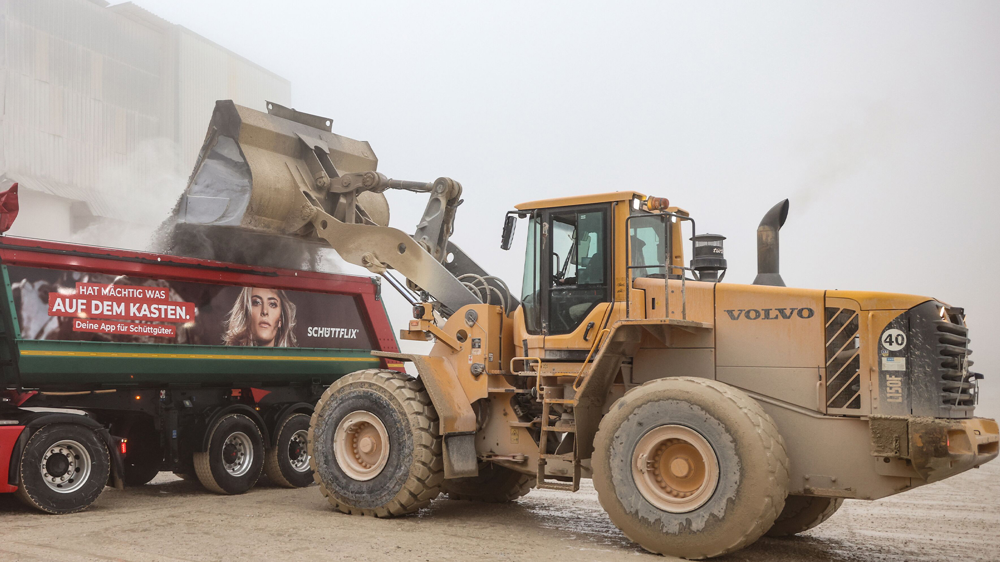 HAT MÄCHTIG WAS
AUF DEM KASTEN.
Deine App für Schüttgüter.
SCHÜTTFLIX®
VOLVO
40
L150F